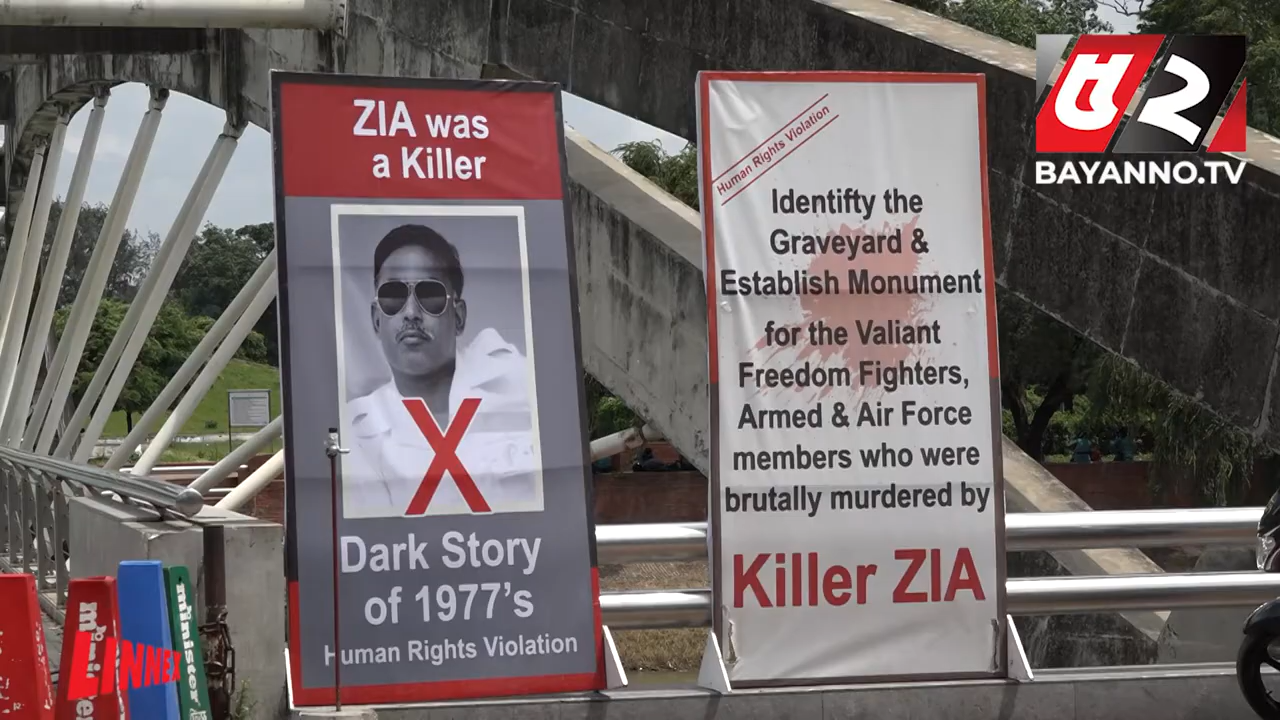 ZIA was
a Killer
Dark Story
of 1977's
Human Rights Violation
Human Rights Violation
Identifty the
Graveyard &
Establish Monument
for the Valiant
Freedom Fighters,
Armed & Air Force
members who were
brutally murdered by
Killer ZIA
BAYANNO.TV
LINNEX
minister